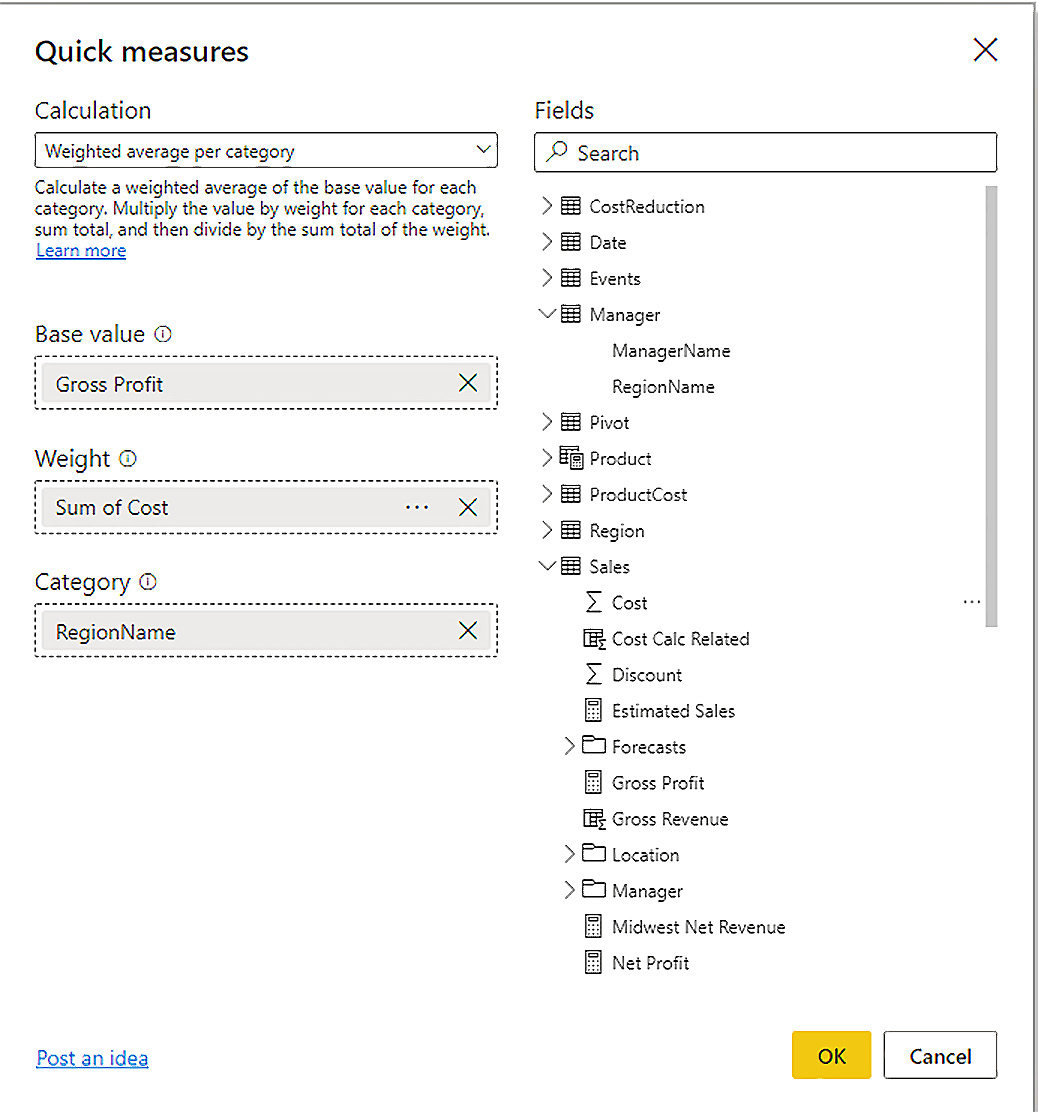 Quick measures
Calculation
Weighted average per category
Calculate a weighted average of the base value for each
category. Multiply the value by weight for each category,
sum total, and then divide by the sum total of the weight.
Learn more
Base value
Gross Profit
Weight
Sum of Cost
Category
RegionName
Fields
Search
CostReduction
Date
Events
Manager
ManagerName
RegionName
Pivot
Product
ProductCost
Region
Sales
Cost
Cost Calc Related
Discount
Estimated Sales
Forecasts
Gross Profit
Gross Revenue
Location
Manager
Midwest Net Revenue
Net Profit
Post an idea
OK
Cancel